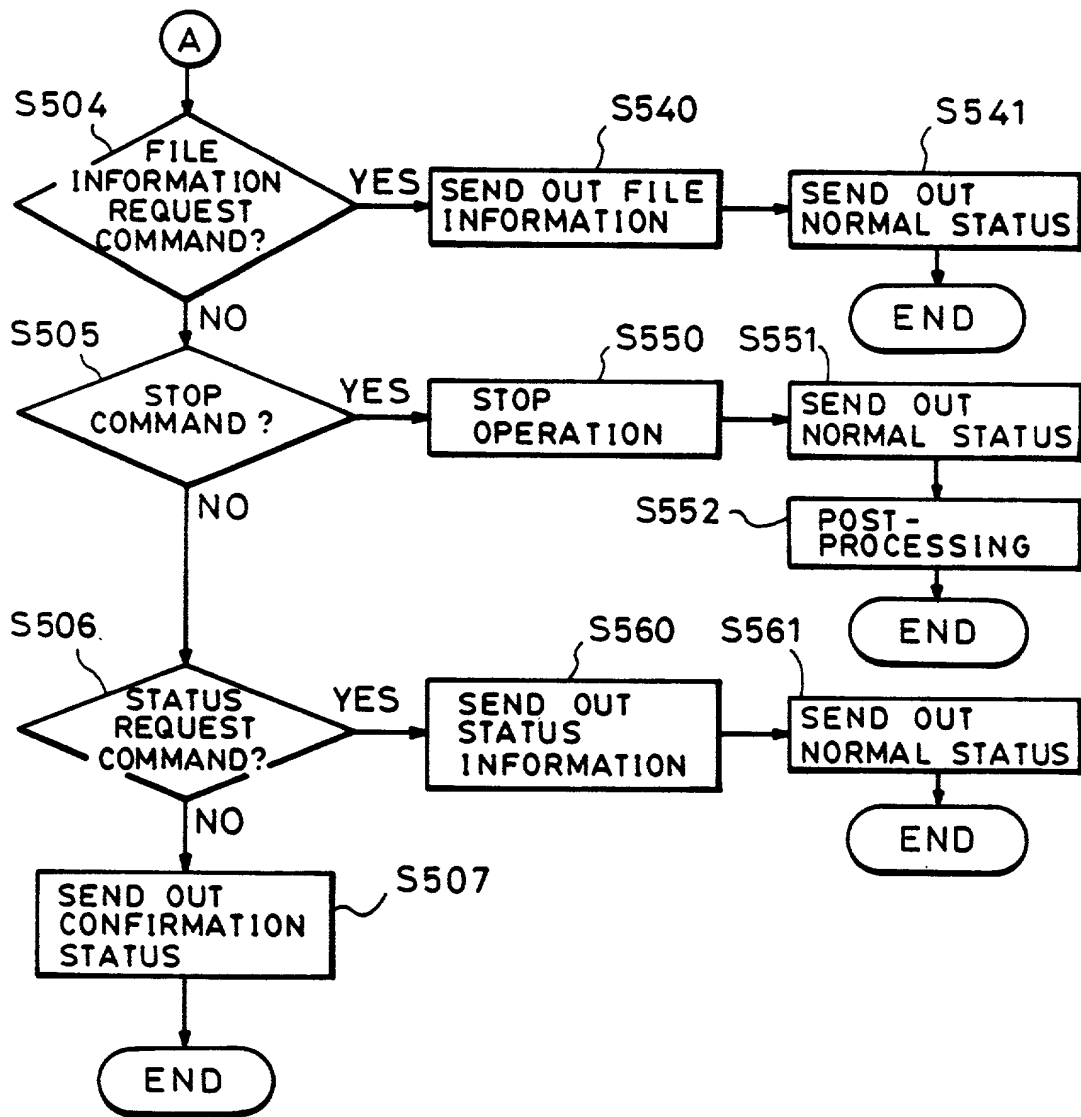 A
S504
FILE
INFORMATION
REQUEST
COMMAND?
YES
S540
SEND OUT FILE
INFORMATION
S541
SEND OUT
NORMAL STATUS
END
NO
S505
STOP
COMMAND?
YES
S550
STOP
OPERATION
S551
SEND OUT
NORMAL STATUS
S552
POST-
PROCESSING
END
NO
S506
STATUS
REQUEST
COMMAND?
YES
S560
SEND OUT
STATUS
INFORMATION
S561
SEND OUT
NORMAL STATUS
END
NO
S507
SEND OUT
CONFIRMATION
STATUS
END